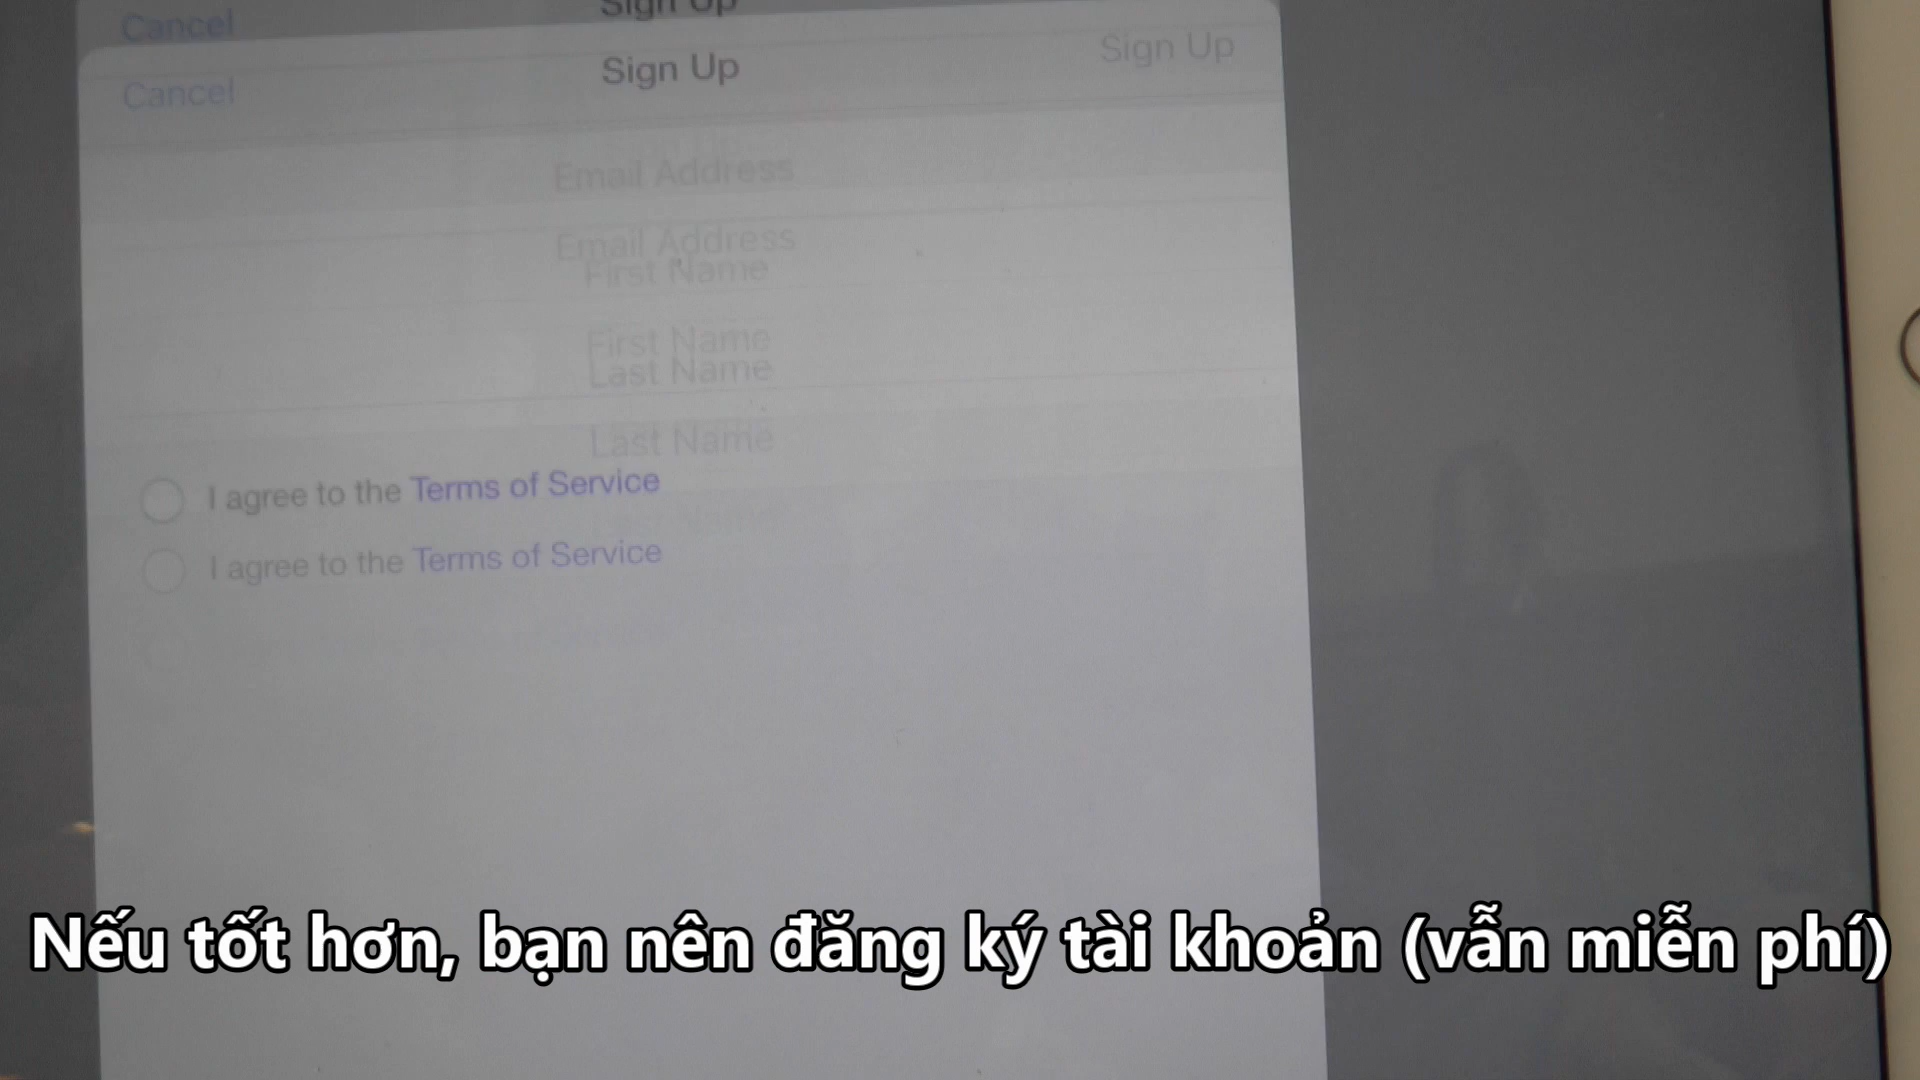 Sign Up
Cancel
Sign Up
Sign Up
Cancel
Email Address
Email Address
First Name
First Name
Last Name
Last Name
I agree to the Terms of Service
I agree to the Terms of Service
Nếu tốt hơn, bạn nên đăng ký tài khoản (vẫn miễn phí)